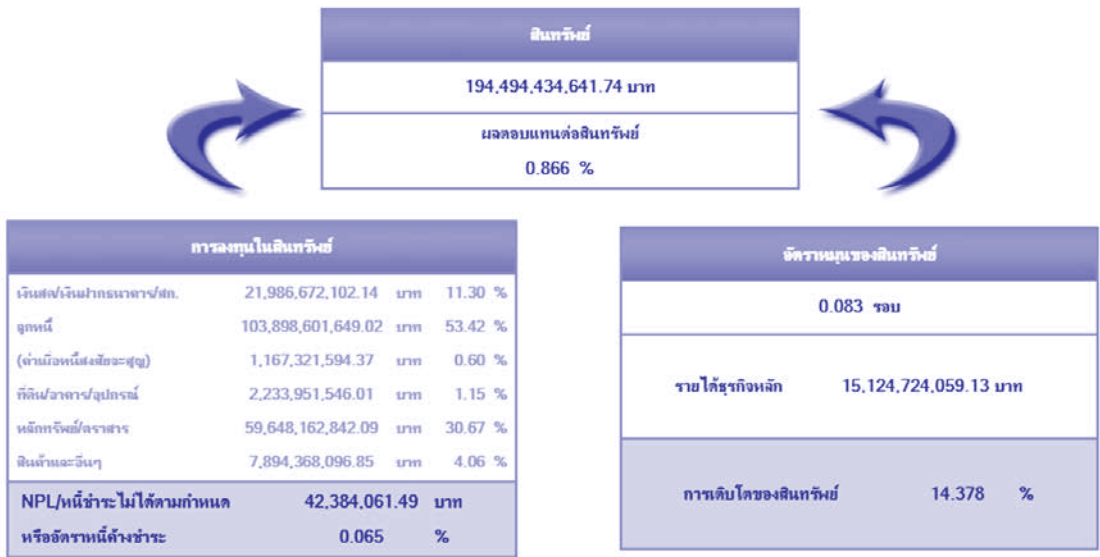 สินทรัพย์
194,494,434,641.74 บาท
ผลตอบแทนต่อสินทรัพย์
0.866 %
การลงทุนในสินทรัพย์
เงินสด/เงินฝากธนาคาร/สก. 21,986,672,102.14 บาท 11.30 %
ลูกหนี้ 103,898,601,649.02 บาท 53.42 %
(ค่าเผื่อหนี้สงสัยจะสูญ) 1,167,321,594.37 บาท 0.60 %
ที่ดิน/อาคาร/อุปกรณ์ 2,233,951,546.01 บาท 1.15 %
หลักทรัพย์/ตราสาร 59,648,162,842.09 บาท 30.67 %
สินค้าและอื่นๆ 7,894,368,096.85 บาท 4.06 %
NPL/หนี้ชำระไม่ได้ตามกำหนด 42,384,061.49 บาท
หรืออัตราหนี้ค้างชำระ 0.065 %
อัตราหมุนของสินทรัพย์
0.083 รอบ
รายได้ธุรกิจหลัก 15,124,724,059.13 บาท
การเติบโตของสินทรัพย์ 14.378 %